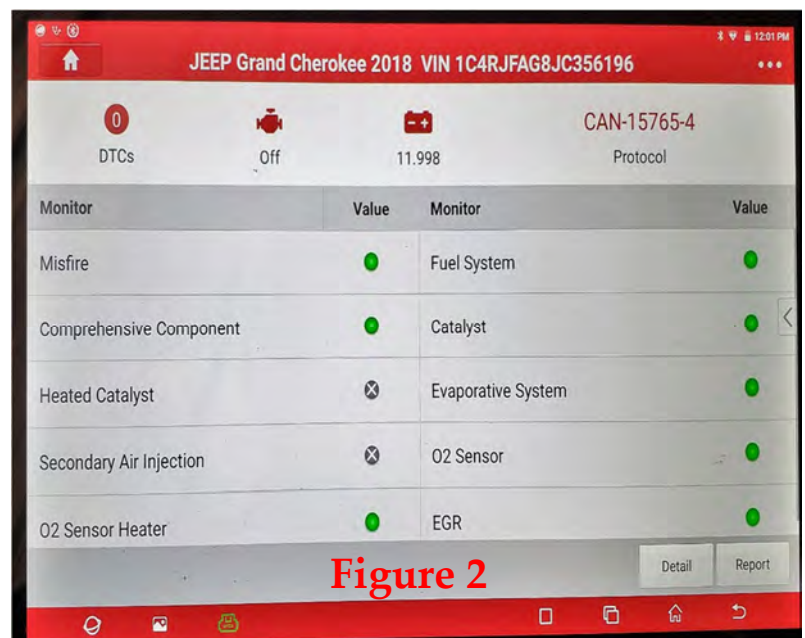 12:01 PM
JEEP Grand Cherokee 2018 VIN 1C4RJFAG8JC356196
0
DTCs
Off
11.998
CAN-15765-4
Protocol
Monitor Value Monitor Value
Misfire Fuel System
Comprehensive Component Catalyst
Heated Catalyst Evaporative System
Secondary Air Injection O2 Sensor
O2 Sensor Heater EGR
Detail Report
Figure 2